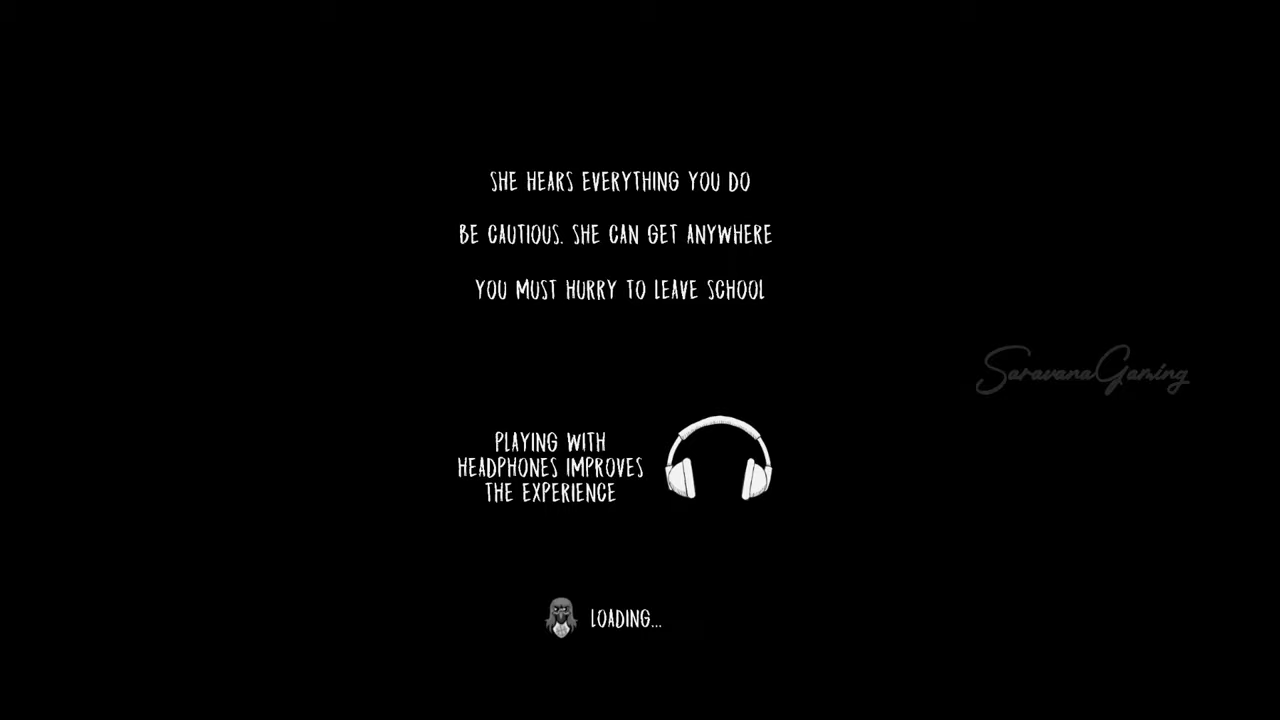 SHE HEARS EVERYTHING YOU DO
BE CAUTIOUS. SHE CAN GET ANYWHERE
YOU MUST HURRY TO LEAVE SCHOOL
SaravanaGaming
PLAYING WITH
HEADPHONES IMPROVES
THE EXPERIENCE
LOADING...